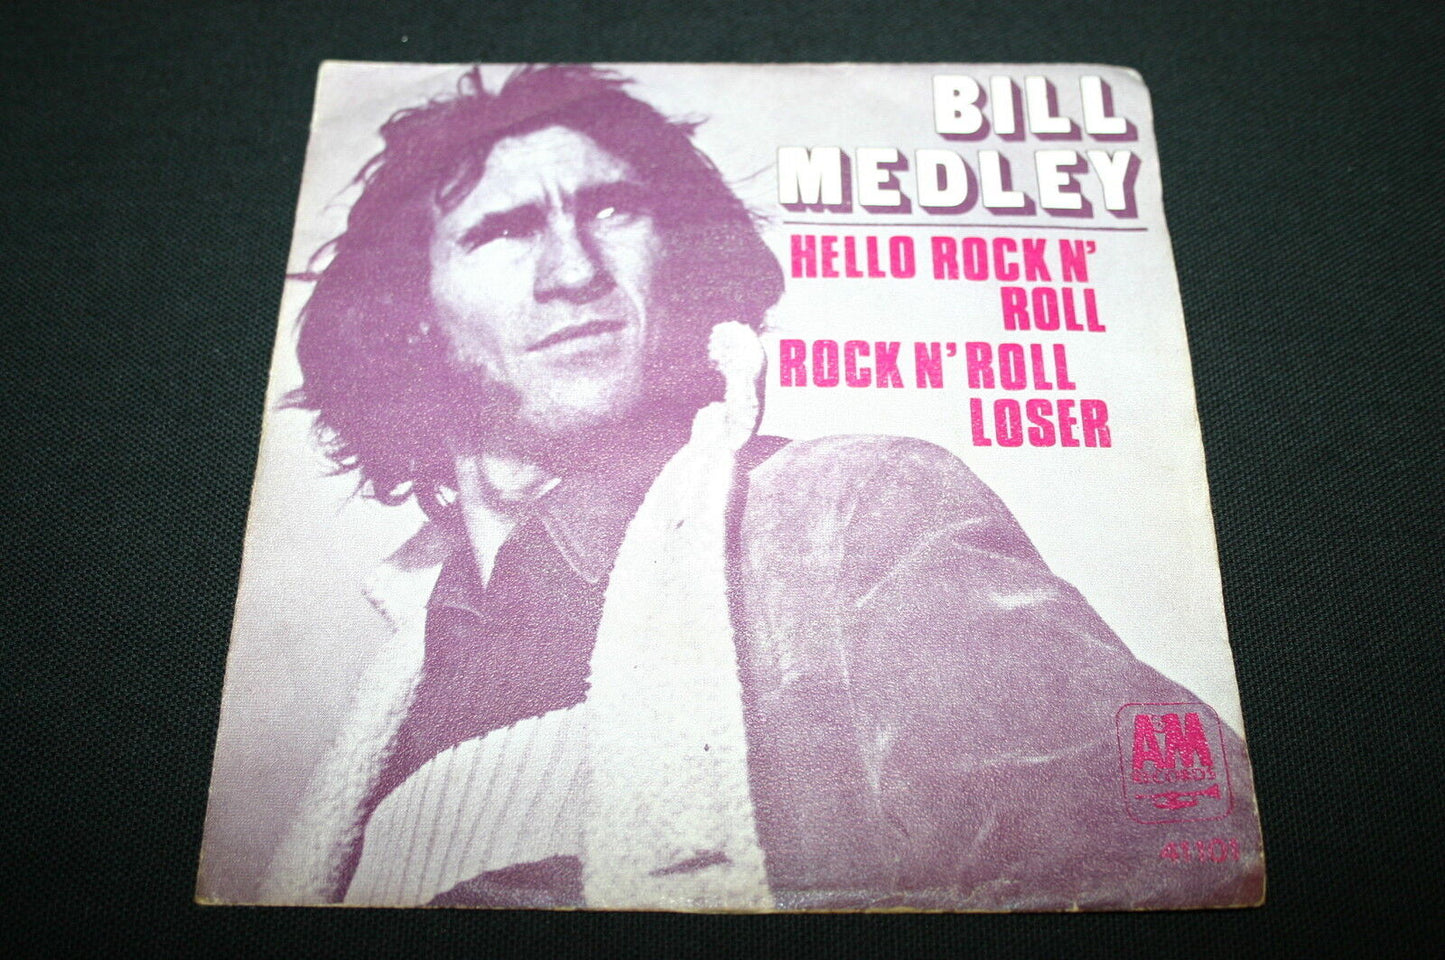 BILL
MEDLEY
HELLO ROCK N'
ROLL
ROCK N' ROLL
LOSER
A&M
RECORDS
41101